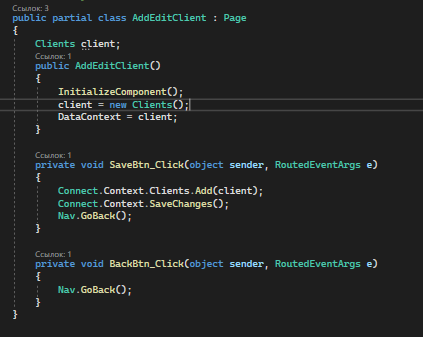 Ссылок: 3
public partial class AddEditClient : Page
{
Clients client;
Ссылок: 1
public AddEditClient()
{
InitializeComponent();
client = new Clients();
DataContext = client;
}
Ссылок: 1
private void SaveBtn_Click(object sender, RoutedEventArgs e)
{
Connect.Context.Clients.Add(client);
Connect.Context.SaveChanges();
Nav.GoBack();
}
Ссылок: 1
private void BackBtn_Click(object sender, RoutedEventArgs e)
{
Nav.GoBack();
}
}